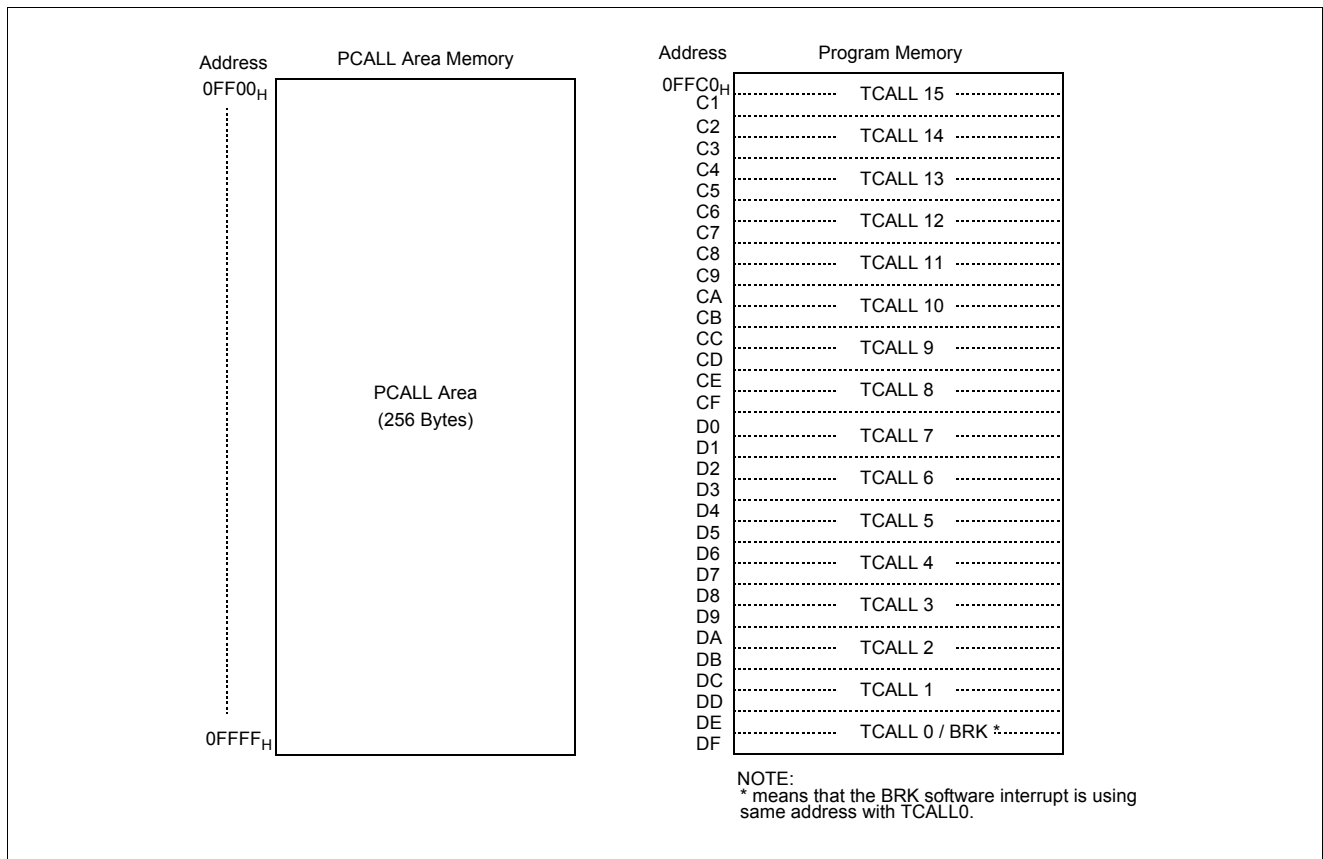 Address PCALL Area Memory
0FF00H
PCALL Area
(256 Bytes)
0FFFFH
Address Program Memory
0FFC0H
C1
TCALL 15
C2
TCALL 14
C3
C4
TCALL 13
C5
C6
TCALL 12
C7
C8
TCALL 11
C9
CA
TCALL 10
CB
CC
TCALL 9
CD
CE
TCALL 8
CF
D0
TCALL 7
D1
D2
TCALL 6
D3
D4
TCALL 5
D5
D6
TCALL 4
D7
D8
TCALL 3
D9
DA
TCALL 2
DB
DC
TCALL 1
DD
DE
TCALL 0 / BRK *
DF
NOTE:
* means that the BRK software interrupt is using
same address with TCALL0.